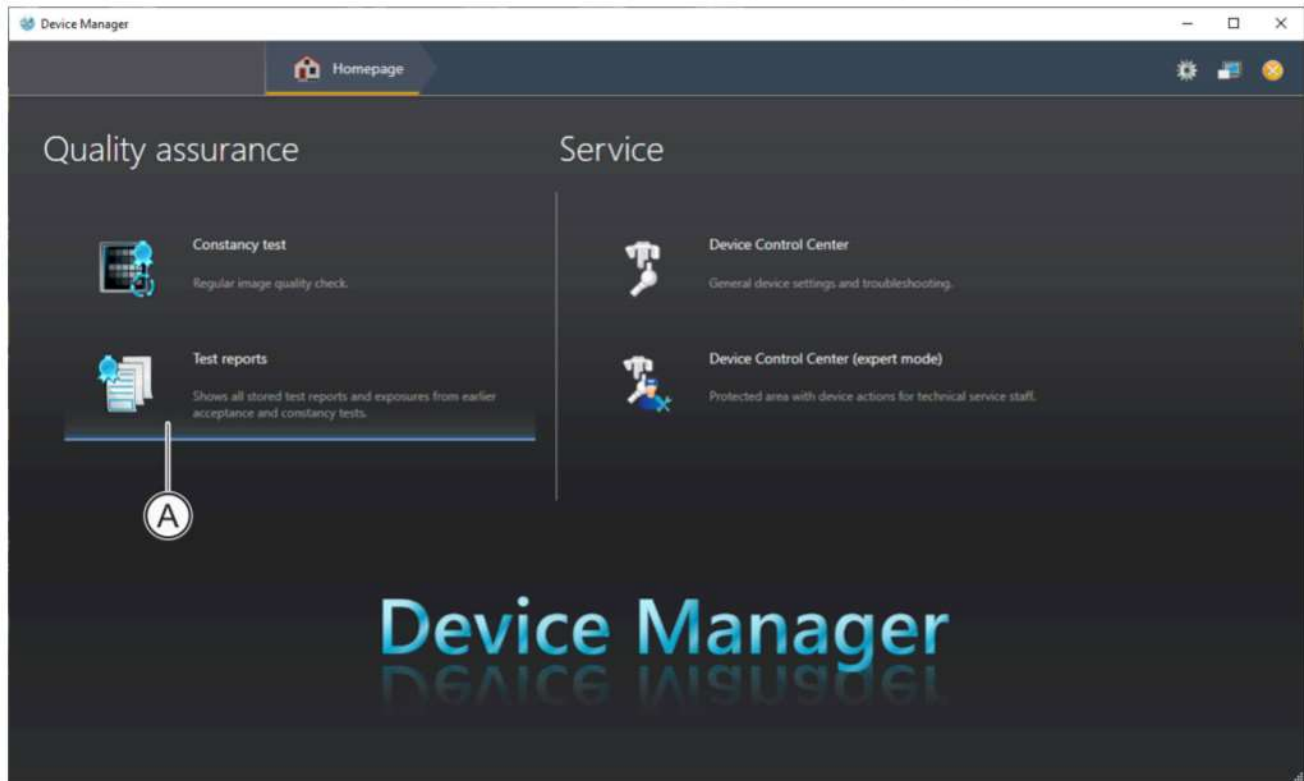 Device Manager
Homepage
Quality assurance
Constancy test
Regular image quality check.
Test reports
Shows all stored test reports and exposures from earlier
acceptance and constancy tests.
A
Service
Device Control Center
General device settings and troubleshooting.
Device Control Center (expert mode)
Protected area with device actions for technical service staff.
Device Manager